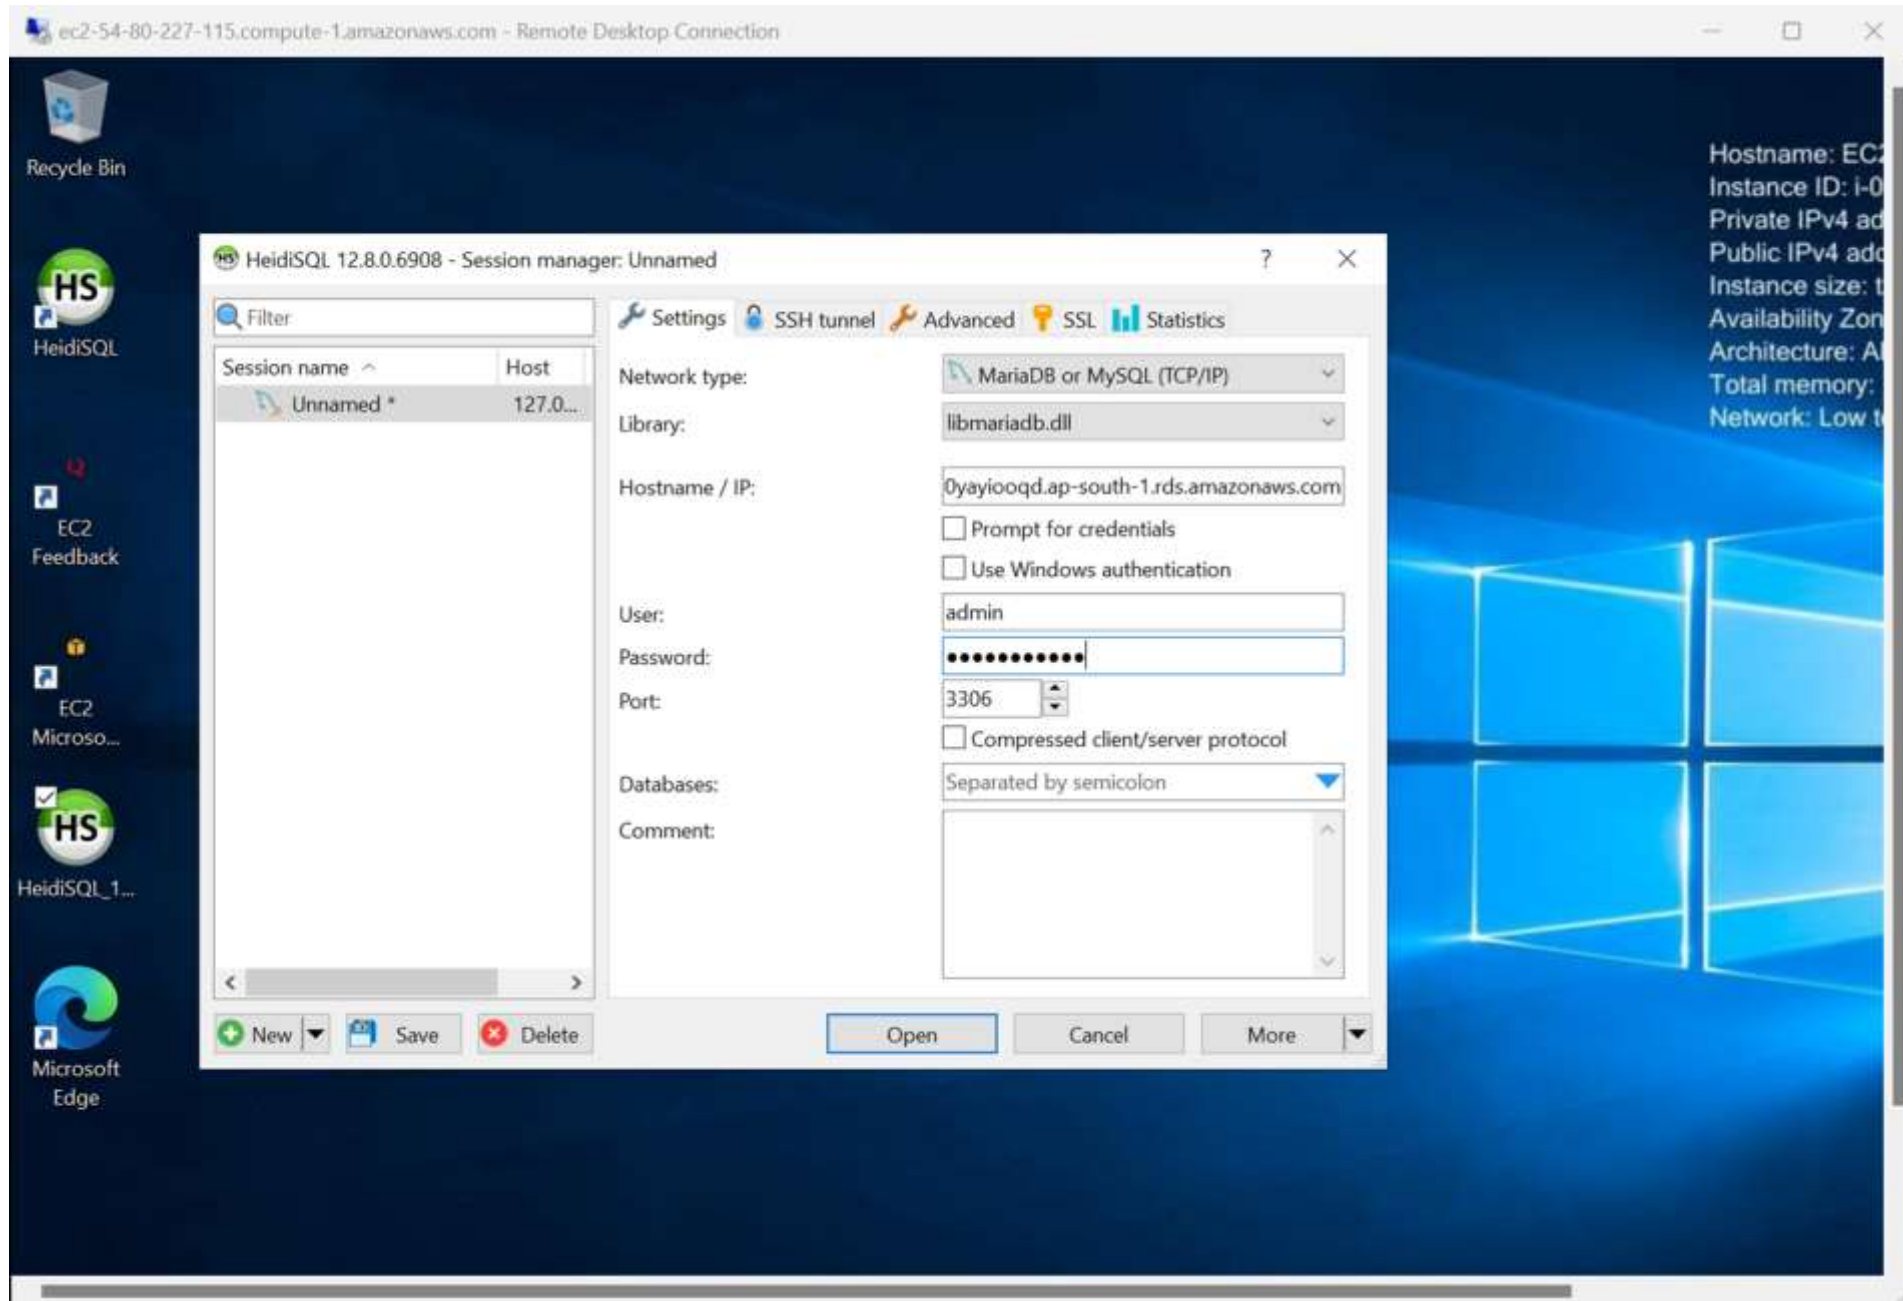 ec2-54-80-227-115.compute-1.amazonaws.com - Remote Desktop Connection
Recycle Bin
HS
HeidiSQL
EC2
Feedback
EC2
Microso...
HS
HeidiSQL_1...
Microsoft
Edge
Hostname: EC2
Instance ID: i-0
Private IPv4 ad
Public IPv4 add
Instance size: t
Availability Zon
Architecture: A
Total memory:
Network: Low t
HS HeidiSQL 12.8.0.6908 - Session manager: Unnamed
?
Filter
Session name Host
Unnamed * 127.0...
Settings SSH tunnel Advanced SSL Statistics
Network type: MariaDB or MySQL (TCP/IP)
Library: libmariadb.dll
Hostname / IP: 0yayiooqd.ap-south-1.rds.amazonaws.com
Prompt for credentials
Use Windows authentication
User: admin
Password: ●●●●●●●●●●●
Port: 3306
Compressed client/server protocol
Databases: Separated by semicolon
Comment:
New Save Delete Open Cancel More